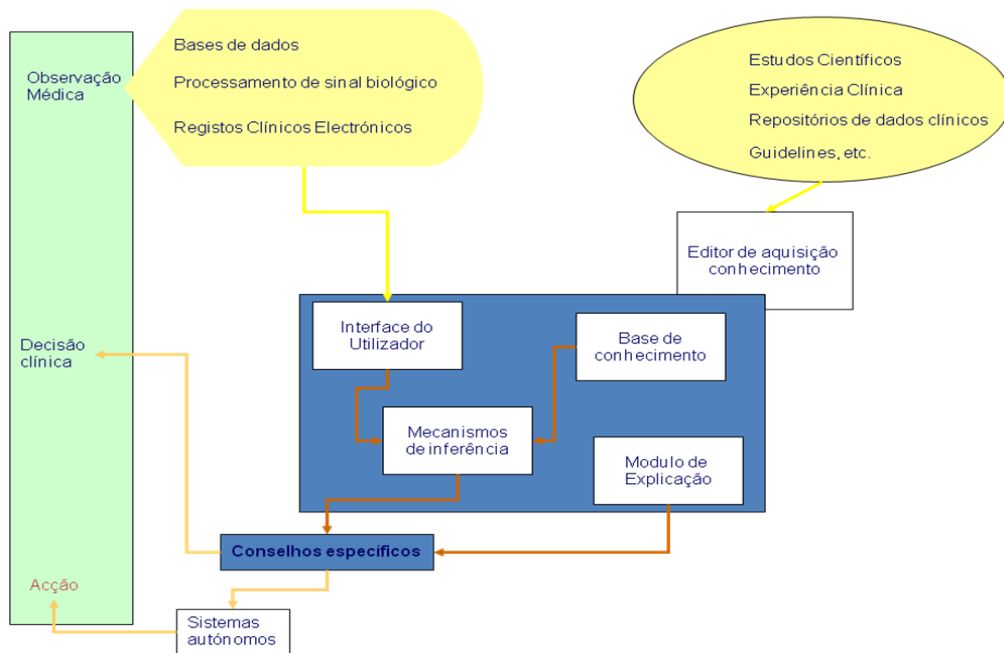 Observação
Médica
Bases de dados
Processamento de sinal biológico
Registos Clínicos Electrónicos
Estudos Científicos
Experiência Clínica
Repositórios de dados clínicos
Guidelines, etc.
Editor de aquisição
conhecimento
Interface do
Utilizador
Base de
conhecimento
Decisão
clínica
Mecanismos
de inferência
Modulo de
Explicação
Conselhos específicos
Acção
Sistemas
autónomos